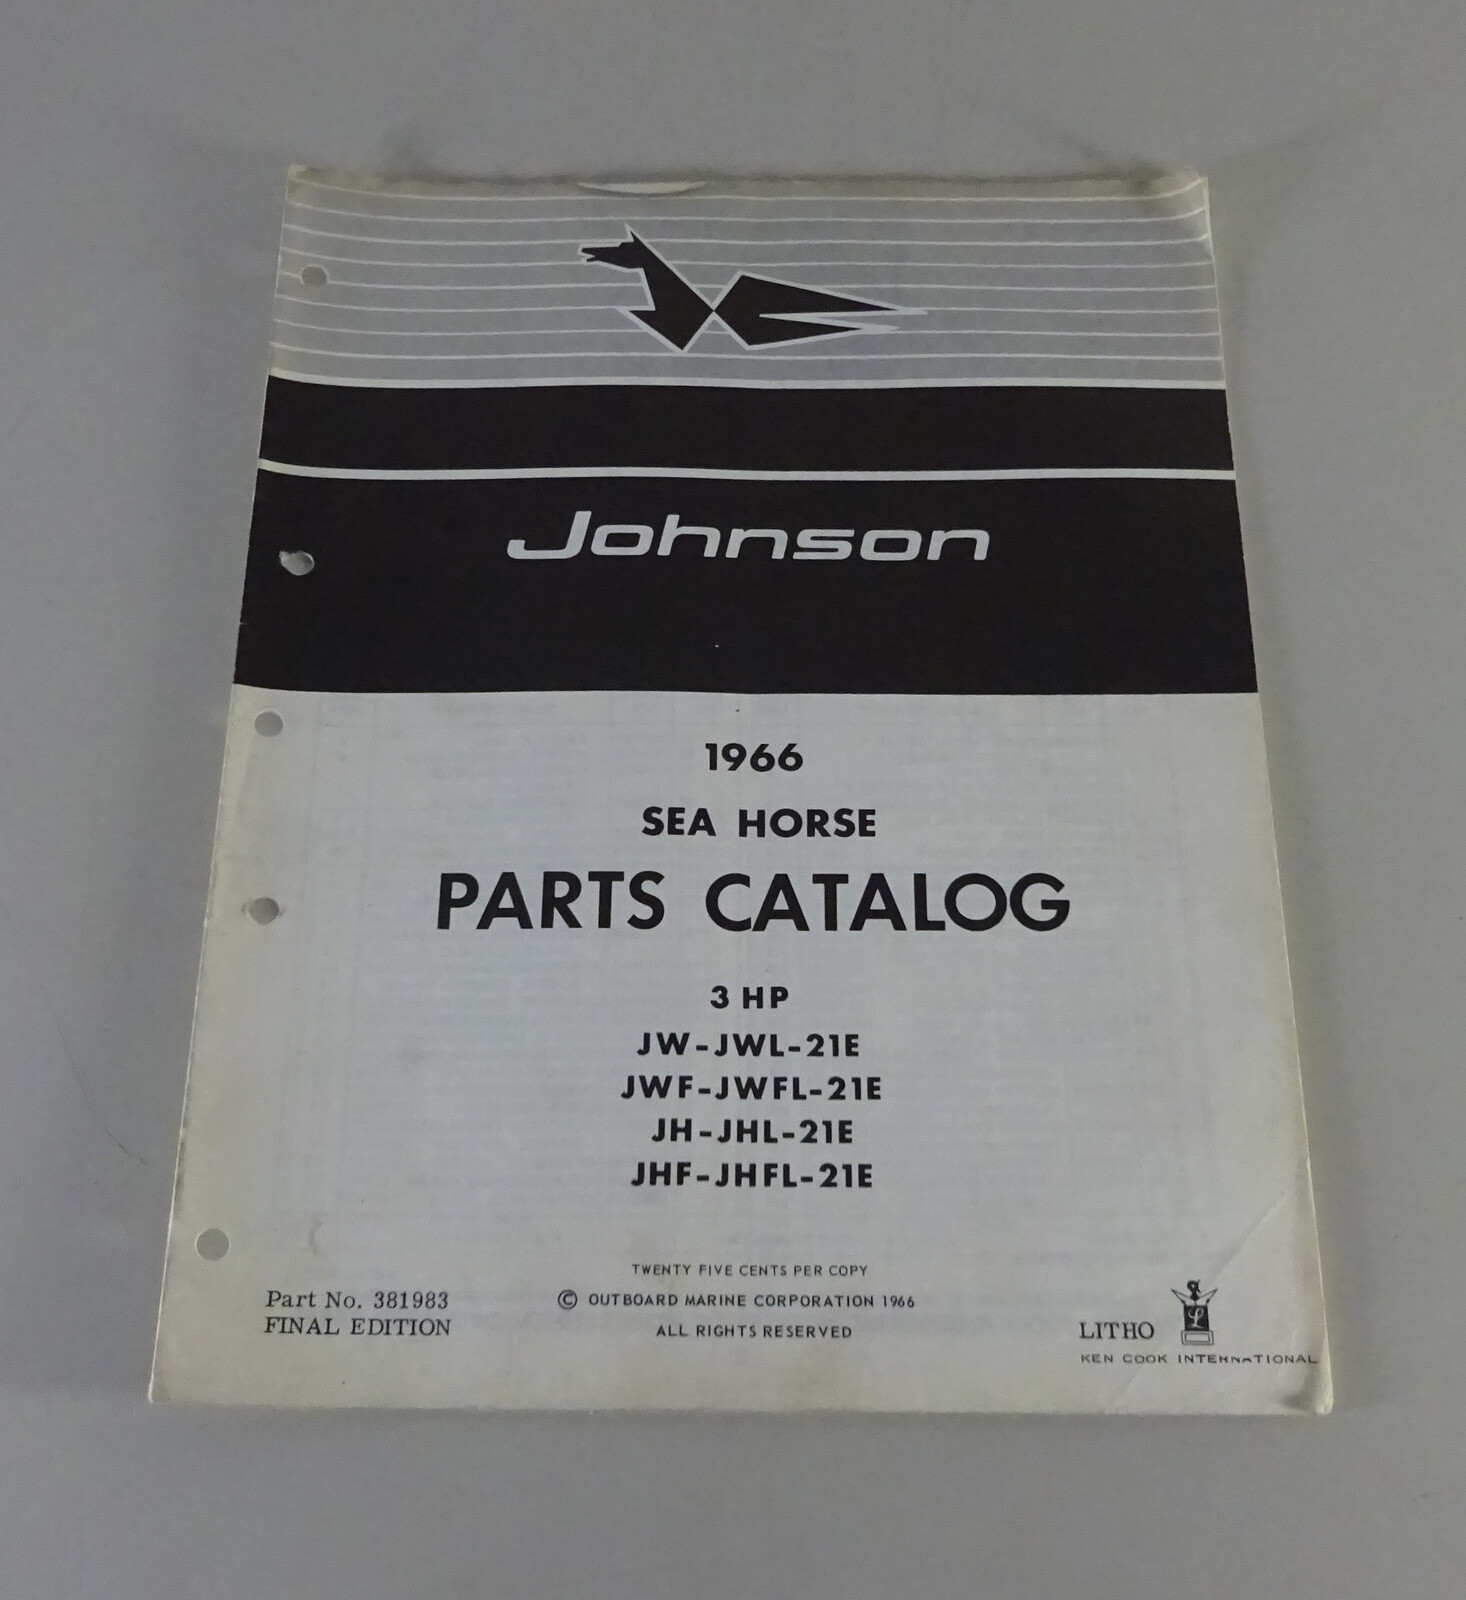 Johnson
1966
SEA HORSE
PARTS CATALOG
3 HP
JW-JWL-21E
JWF-JWFL-21E
JH-JHL-21E
JHF-JHFL-21E
TWENTY FIVE CENTS PER COPY
Part No. 381983
FINAL EDITION
© OUTBOARD MARINE CORPORATION 1966
ALL RIGHTS RESERVED
L
LITHO
KEN COOK INTERNATIONAL